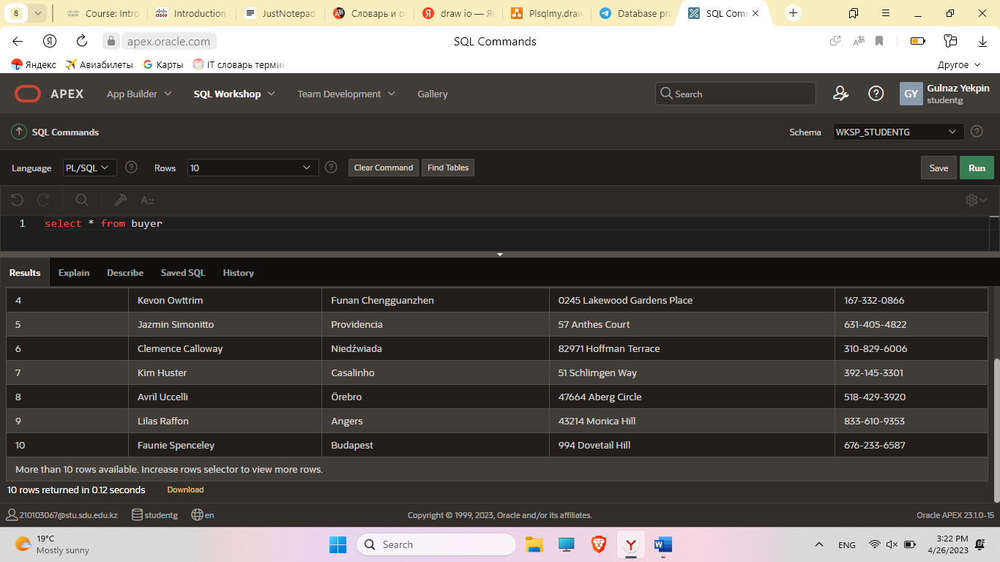 8 Course: Intro Introduction JustNotepad Словарь и о draw io — Як Plsqlmy.draw Database pro SQL Comm
apex.oracle.com SQL Commands
Яндекс Авиабилеты Карты IT словарь термин Другое
APEX App Builder SQL Workshop Team Development Gallery Search GY Gulnaz Yekpin
studentg
SQL Commands Schema WKSP_STUDENTG
Language PL/SQL Rows 10 Clear Command Find Tables Save Run
1 select * from buyer
Results Explain Describe Saved SQL History
4 Kevon Owttrim Funan Chengguanzhen 0245 Lakewood Gardens Place 167-332-0866
5 Jazmin Simonitto Providencia 57 Anthes Court 631-405-4822
6 Clemence Calloway Niedźwiada 82971 Hoffman Terrace 310-829-6006
7 Kim Huster Casalinho 51 Schlimgen Way 392-145-3301
8 Avril Uccelli Örebro 47664 Aberg Circle 518-429-3920
9 Lilas Raffon Angers 43214 Monica Hill 833-610-9353
10 Faunie Spenceley Budapest 994 Dovetail Hill 676-233-6587
More than 10 rows available. Increase rows selector to view more rows.
10 rows returned in 0.12 seconds Download
210103067@stu.sdu.edu.kz studentg en Copyright © 1999, 2023, Oracle and/or its affiliates. Oracle APEX 23.1.0-15
19°C
Mostly sunny
Search
ENG
3:22 PM
4/26/2023